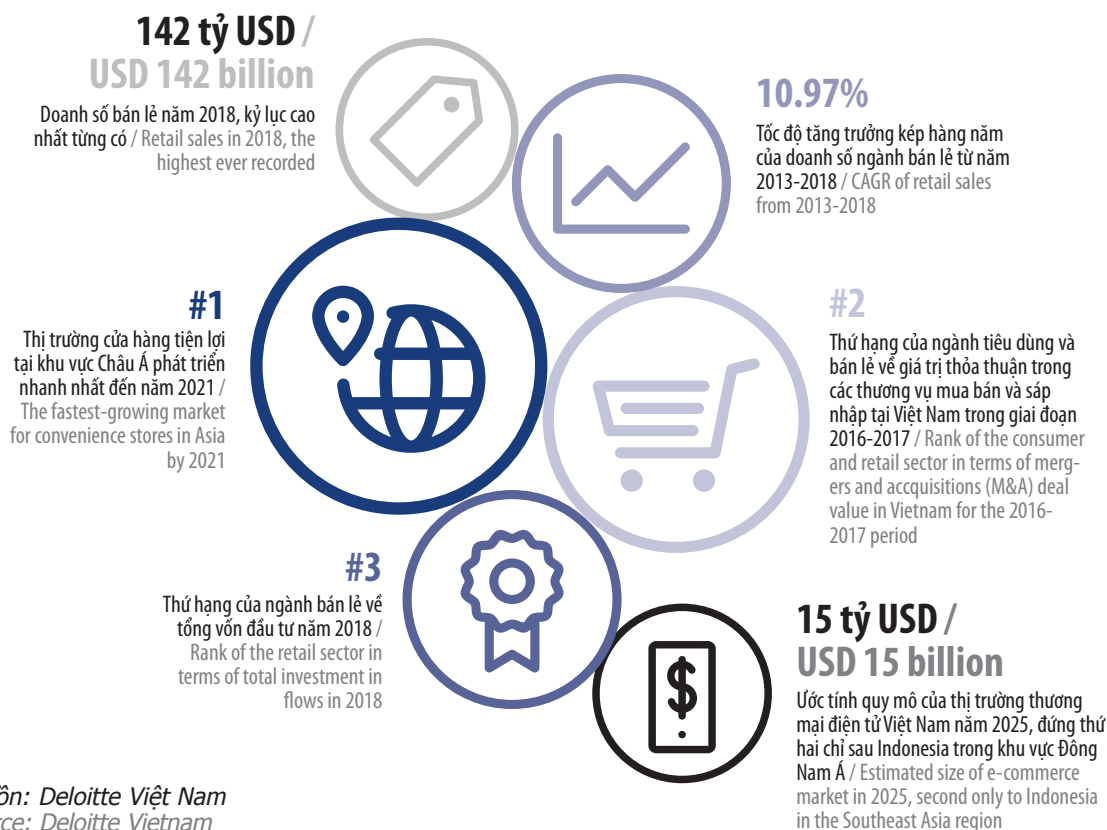 142 tỷ USD /
USD 142 billion
Doanh số bán lẻ năm 2018, kỷ lục cao
nhất từng có / Retail sales in 2018, the
highest ever recorded
10.97%
Tốc độ tăng trưởng kép hàng năm
của doanh số ngành bán lẻ từ năm
2013-2018 / CAGR of retail sales
from 2013-2018
#1
Thị trường cửa hàng tiện lợi
tại khu vực Châu Á phát triển
nhanh nhất đến năm 2021 /
The fastest-growing market
for convenience stores in Asia
by 2021
#2
Thứ hạng của ngành tiêu dùng và
bán lẻ về giá trị thỏa thuận trong
các thương vụ mua bán và sáp
nhập tại Việt Nam trong giai đoạn
2016-2017 / Rank of the consumer
and retail sector in terms of merg-
ers and accquisitions (M&A) deal
value in Vietnam for the 2016-
2017 period
#3
Thứ hạng của ngành bán lẻ về
tổng vốn đầu tư năm 2018 /
Rank of the retail sector in
terms of total investment in
flows in 2018
$
15 tỷ USD /
USD 15 billion
Ước tính quy mô của thị trường thương
mại điện tử Việt Nam năm 2025, đứng thứ
hai chỉ sau Indonesia trong khu vực Đông
Nam Á / Estimated size of e-commerce
market in 2025, second only to Indonesia
in the Southeast Asia region
ồn: Deloitte Việt Nam
rce: Deloitte Vietnam